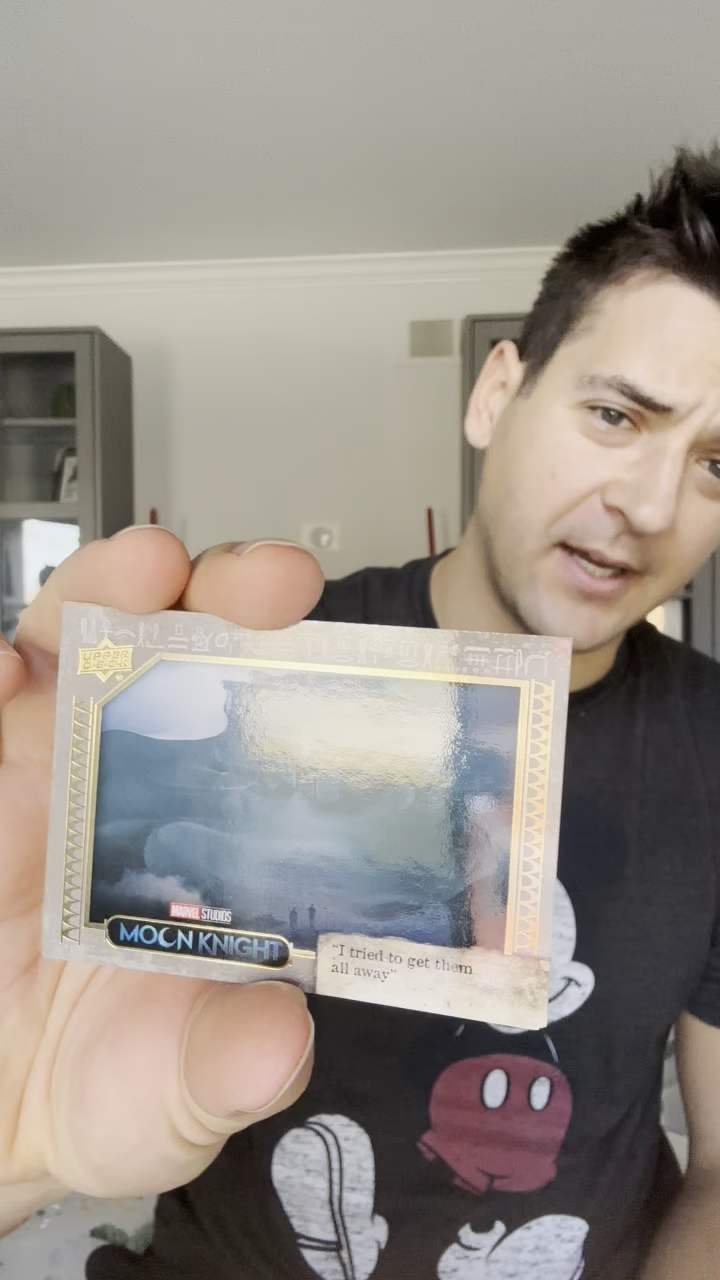 UPPER
DECK
MARVEL STUDIOS
MOON KNIGHT
"I tried to get them
all away"